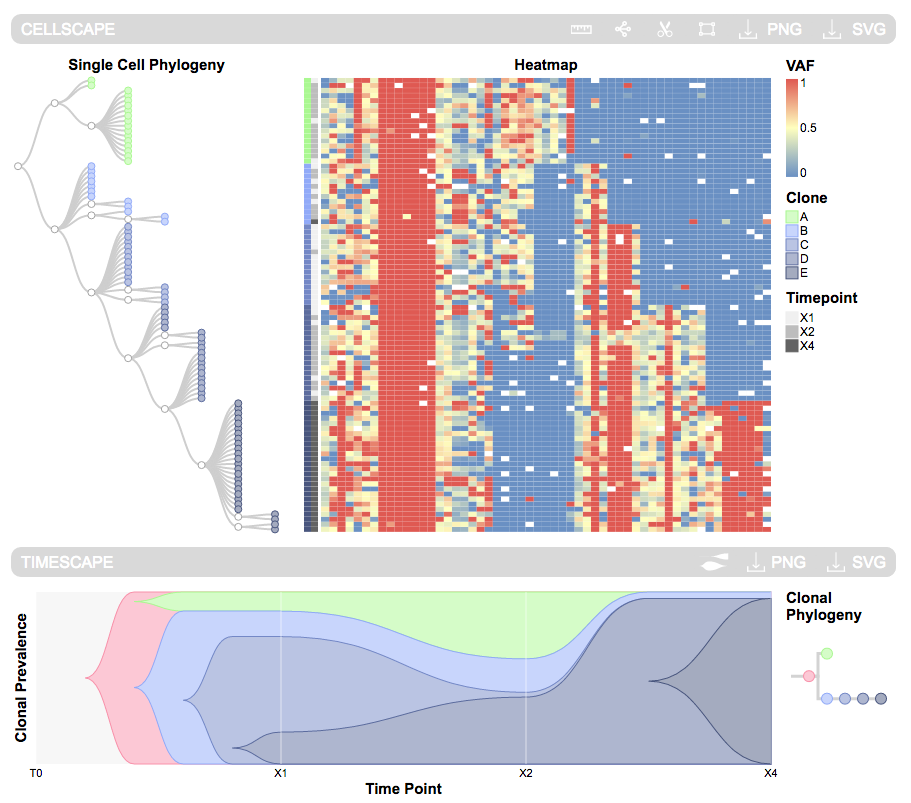 CELLSCAPE PNG SVG
Single Cell Phylogeny
Heatmap
VAF
1
0.5
0
Clone
A
B
C
D
E
Timepoint
X1
X2
X4
TIMESCAPE PNG SVG
Clonal Prevalence
T0 X1 X2 X4
Time Point
Clonal
Phylogeny